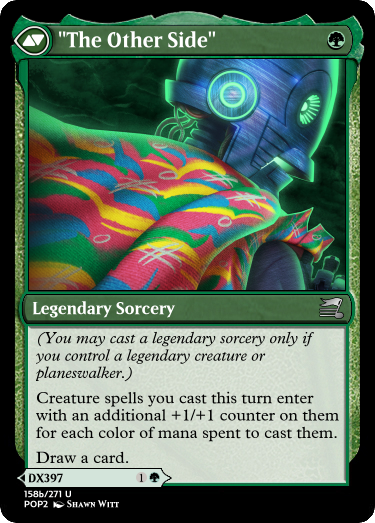 "The Other Side"
Legendary Sorcery
(You may cast a legendary sorcery only if
you control a legendary creature or
planeswalker.)
Creature spells you cast this turn enter
with an additional +1/+1 counter on them
for each color of mana spent to cast them.
Draw a card.
DX397 1
158b/271 U
POP2 Shawn Witt